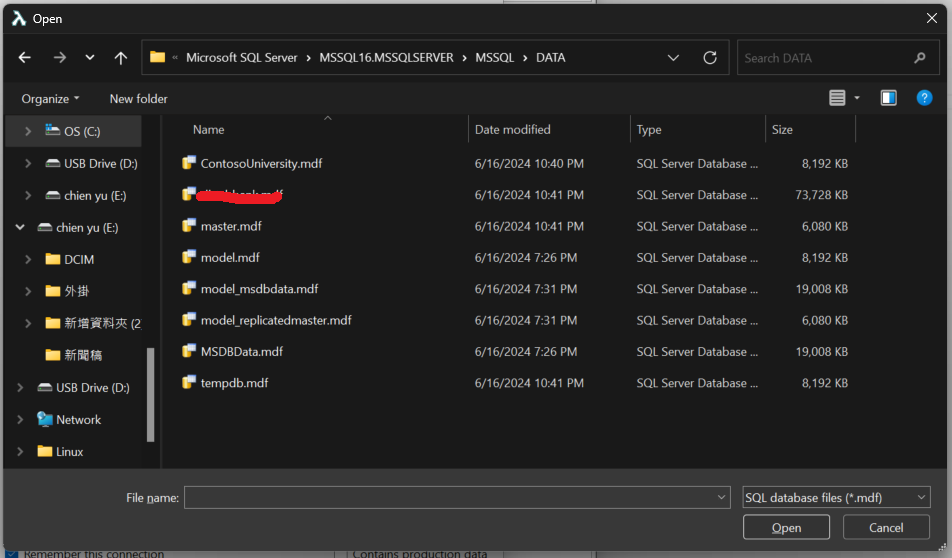 Open
« Microsoft SQL Server > MSSQL16.MSSQLSERVER > MSSQL > DATA
Search DATA
Organize
New folder
Name
Date modified
Type
Size
OS (C:)
USB Drive (D:)
chien yu (E:)
chien yu (E:)
DCIM
外掛
新增資料夾 (2
新聞稿
USB Drive (D:)
Network
Linux
ContosoUniversity.mdf 6/16/2024 10:40 PM SQL Server Database ... 8,192 KB
6/16/2024 10:41 PM SQL Server Database ... 73,728 KB
master.mdf 6/16/2024 10:41 PM SQL Server Database ... 6,080 KB
model.mdf 6/16/2024 7:26 PM SQL Server Database ... 8,192 KB
model_msdbdata.mdf 6/16/2024 7:31 PM SQL Server Database ... 19,008 KB
model_replicatedmaster.mdf 6/16/2024 7:31 PM SQL Server Database ... 6,080 KB
MSDBData.mdf 6/16/2024 7:26 PM SQL Server Database ... 19,008 KB
tempdb.mdf 6/16/2024 10:41 PM SQL Server Database ... 8,192 KB
File name:
SQL database files (*.mdf)
Open
Cancel
Remember this connection
Contains production data